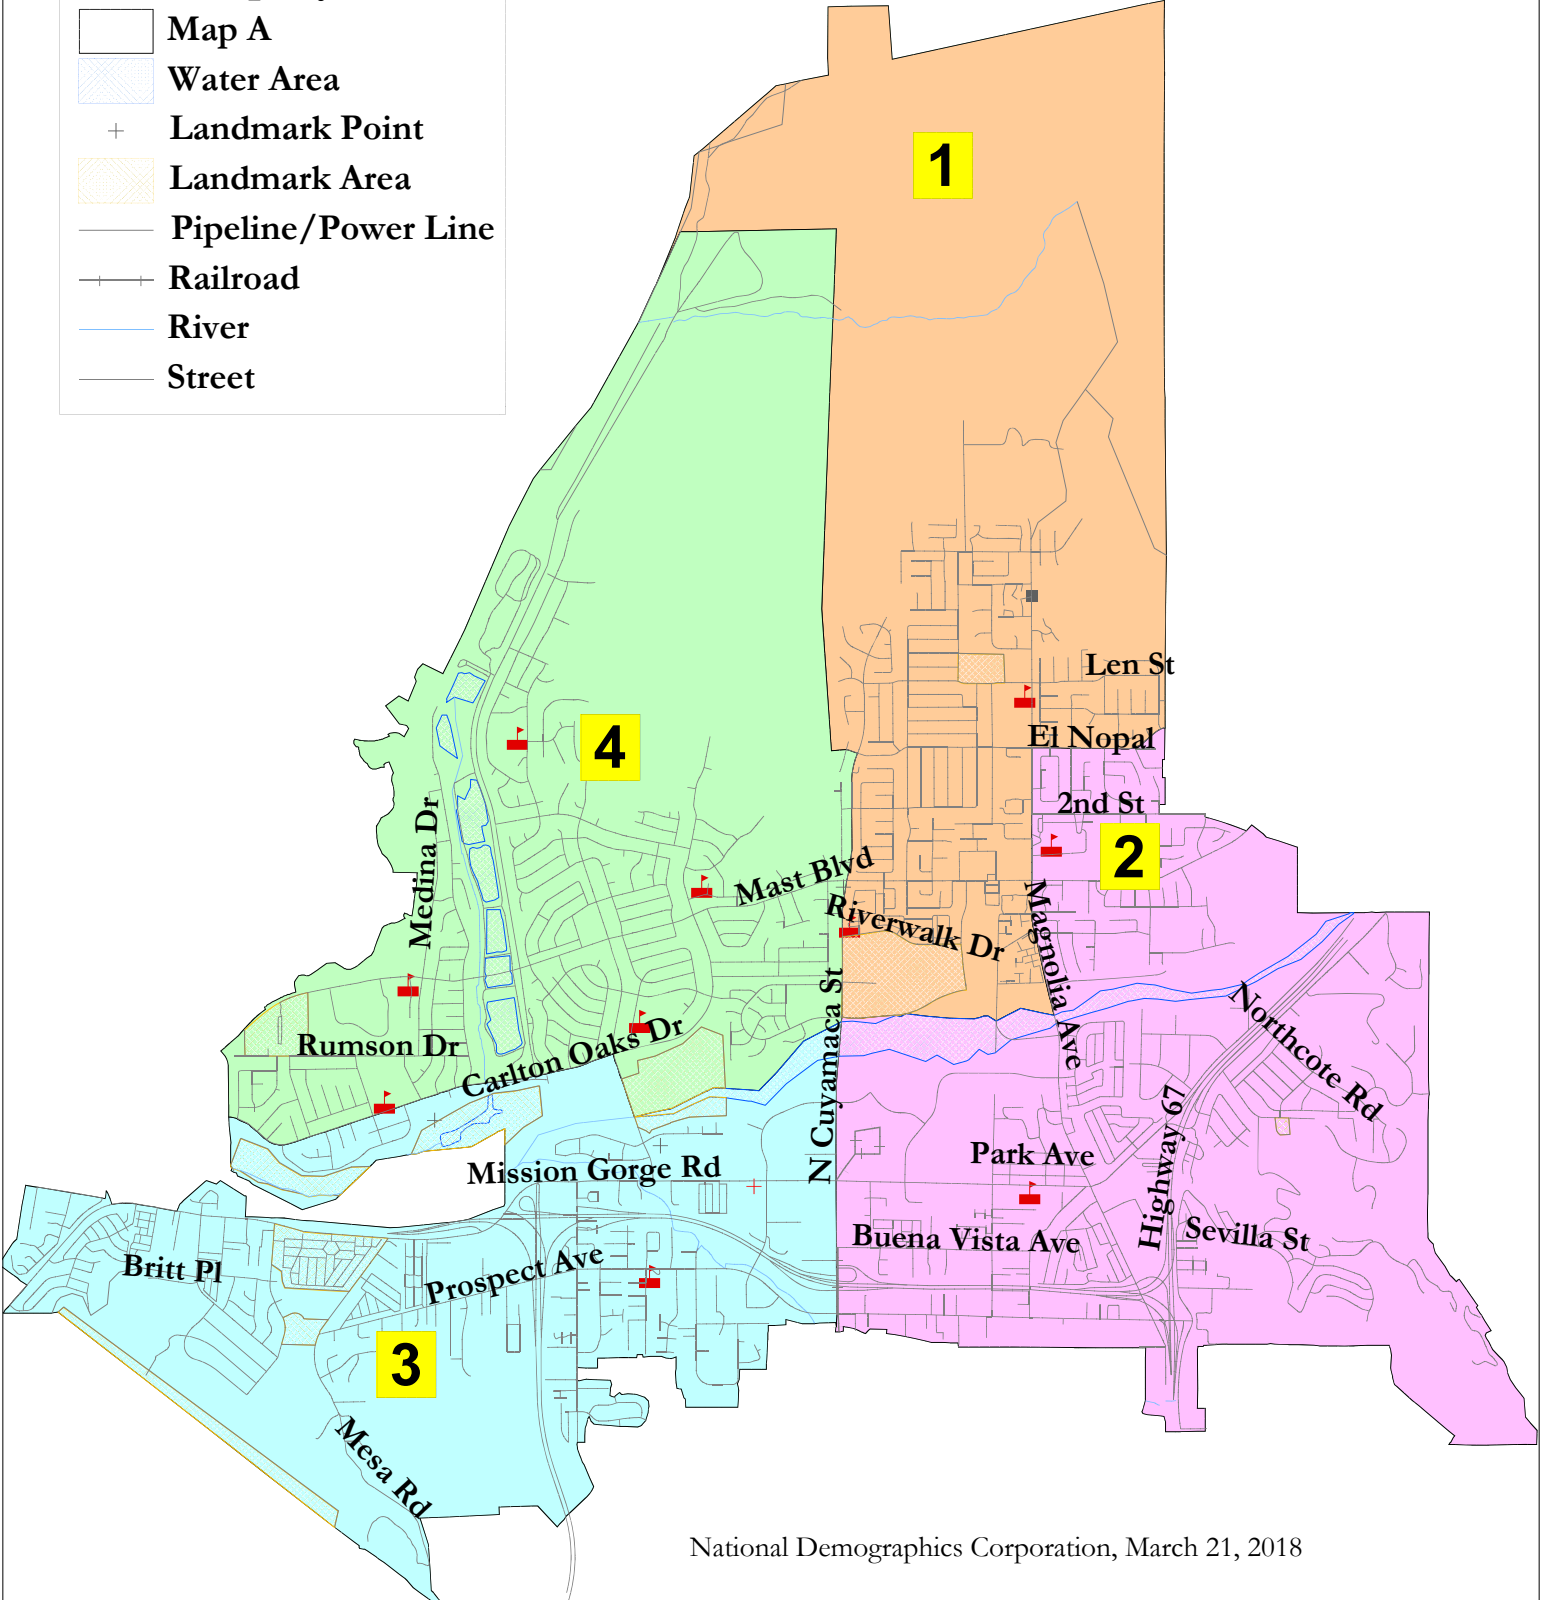 Map A
Water Area
Landmark Point
Landmark Area
Pipeline/Power Line
Railroad
River
Street
1
Len St
El Nopal
4
2nd St
2
Medina Dr
Mast Blvd
Riverwalk Dr
Magnolia Ave
N Cuyamaca St
Northcote Rd
Rumson Dr
Carlton Oaks Dr
Highway 67
Park Ave
Mission Gorge Rd
Buena Vista Ave
Sevilla St
Britt Pl
Prospect Ave
3
Mesa Rd
National Demographics Corporation, March 21, 2018